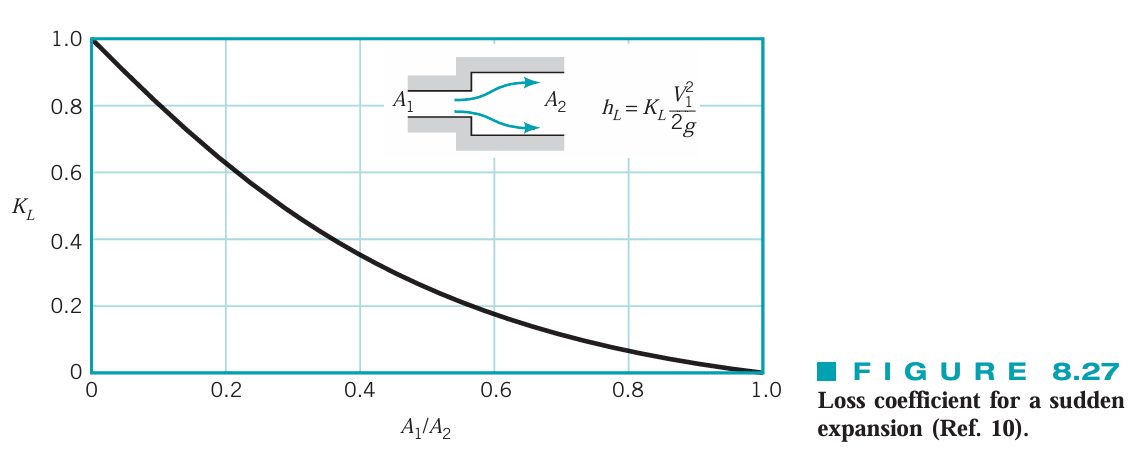 1.0
0.8
0.6
0.4
0.2
0
K_L
0
0.2
0.4
0.6
0.8
1.0
A_1/A_2
A_1
A_2
h_L = K_L V_1^2/2g
FIGURE 8.27
Loss coefficient for a sudden
expansion (Ref. 10).